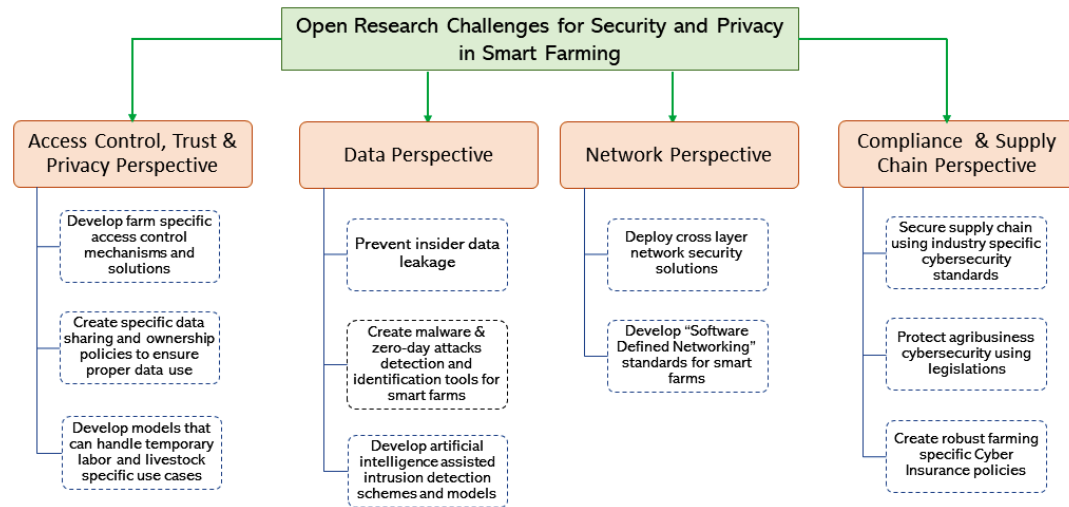 Open Research Challenges for Security and Privacy
in Smart Farming
Access Control, Trust &
Privacy Perspective
Develop farm specific
access control
mechanisms and
solutions
Create specific data
sharing and ownership
policies to ensure
proper data use
Develop models that
can handle temporary
labor and livestock
specific use cases
Data Perspective
Prevent insider data
leakage
Create malware &
zero-day attacks
detection and
identification tools for
smart farms
Develop artificial
intelligence assisted
intrusion detection
schemes and models
Network Perspective
Deploy cross layer
network security
solutions
Develop “Software
Defined Networking”
standards for smart
farms
Compliance & Supply
Chain Perspective
Secure supply chain
using industry specific
cybersecurity
standards
Protect agribusiness
cybersecurity using
legislations
Create robust farming
specific Cyber
Insurance policies